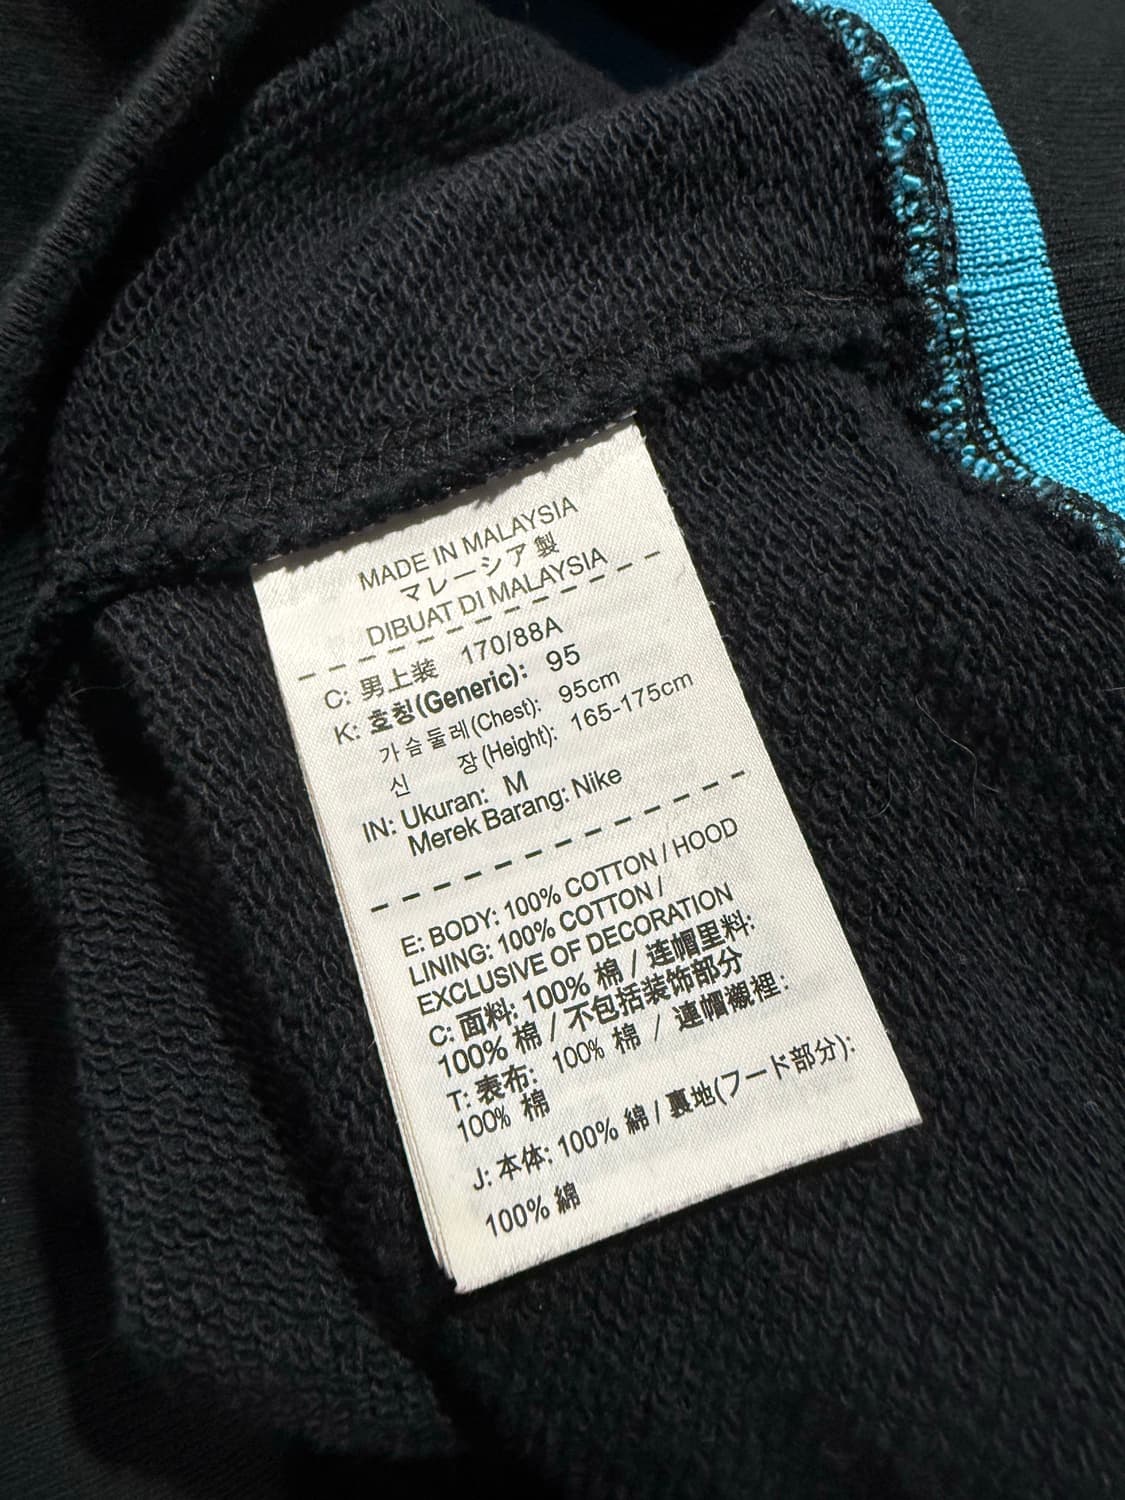 MADE IN MALAYSIA
マレーシア 製
DIBUAT DI MALAYSIA
C: 男上装 170/88A
K: 호칭(Generic): 95
가슴둘레(Chest): 95cm
신 장(Height): 165-175cm
IN: Ukuran: M
Merek Barang: Nike
E: BODY: 100% COTTON / HOOD
LINING: 100% COTTON /
EXCLUSIVE OF DECORATION
C: 面料: 100% 棉 / 连帽里料:
100% 棉 / 不包括装饰部分
T: 表布: 100% 棉 / 連帽襯裡:
100% 棉
J: 本体: 100% 綿 / 裏地(フード部分):
100% 綿